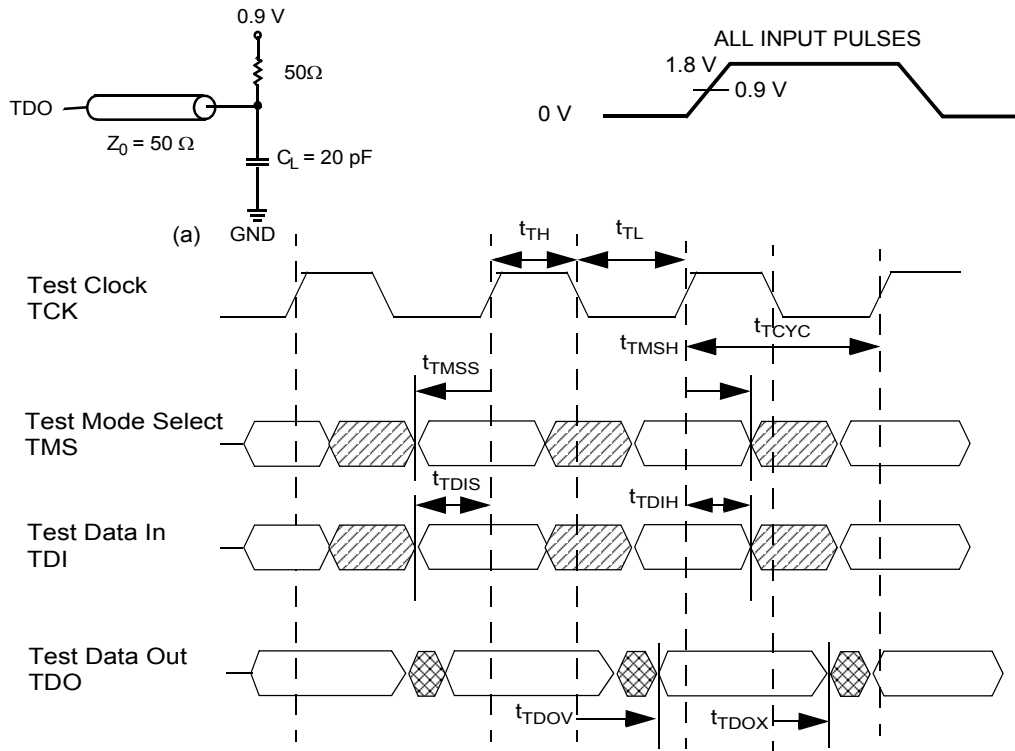 0.9 V
ALL INPUT PULSES
50Ω
1.8 V
0.9 V
TDO
0 V
Z0 = 50 Ω
CL = 20 pF
(a)
GND
tTH
tTL
Test Clock
TCK
tTMSH
tTCYC
tTMSS
Test Mode Select
TMS
tTDIS
tTDIH
Test Data In
TDI
Test Data Out
TDO
tTDOV
tTDOX